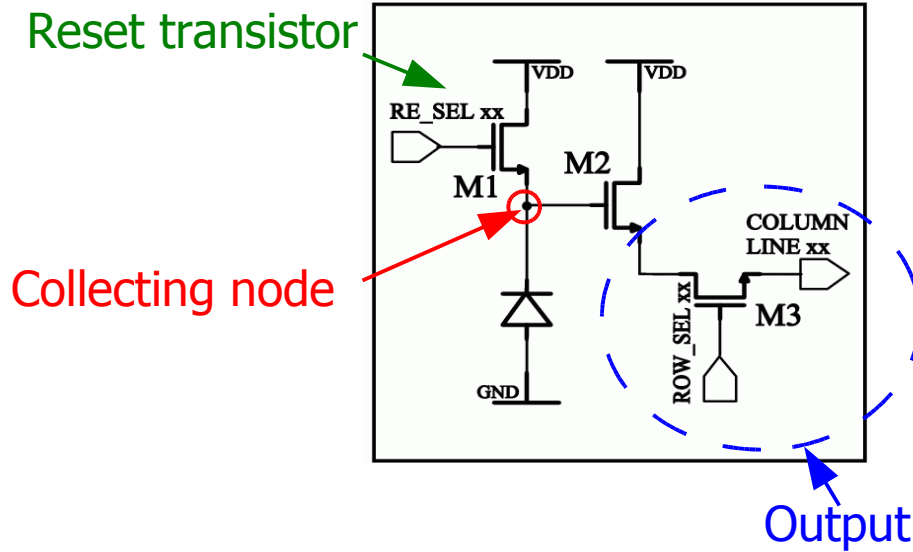 Reset transistor
VDD
VDD
RE_SEL xx
M2
M1
COLUMN
LINE xx
Collecting node
ROW_SEL xx
M3
GND
Output